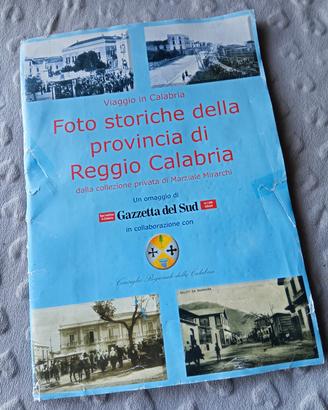 Viaggio in Calabria
Foto storiche della
provincia di
Reggio Calabria
dalla collezione privata di Marziale Mirarchi
Un omaggio di
Gazzetta del Sud
in collaborazione con
Consiglio Regionale della Calabria